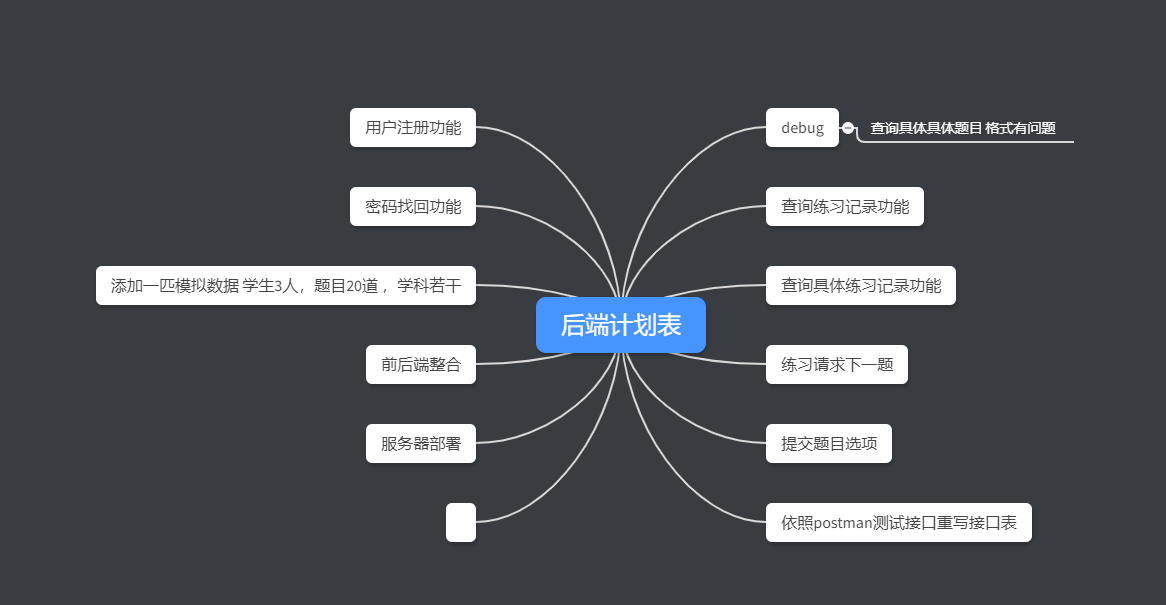 用户注册功能
debug
查询具体具体题目 格式有问题
密码找回功能
查询练习记录功能
添加一匹模拟数据 学生3人，题目20道 ，学科若干
查询具体练习记录功能
后端计划表
前后端整合
练习请求下一题
服务器部署
提交题目选项
依照postman测试接口重写接口表